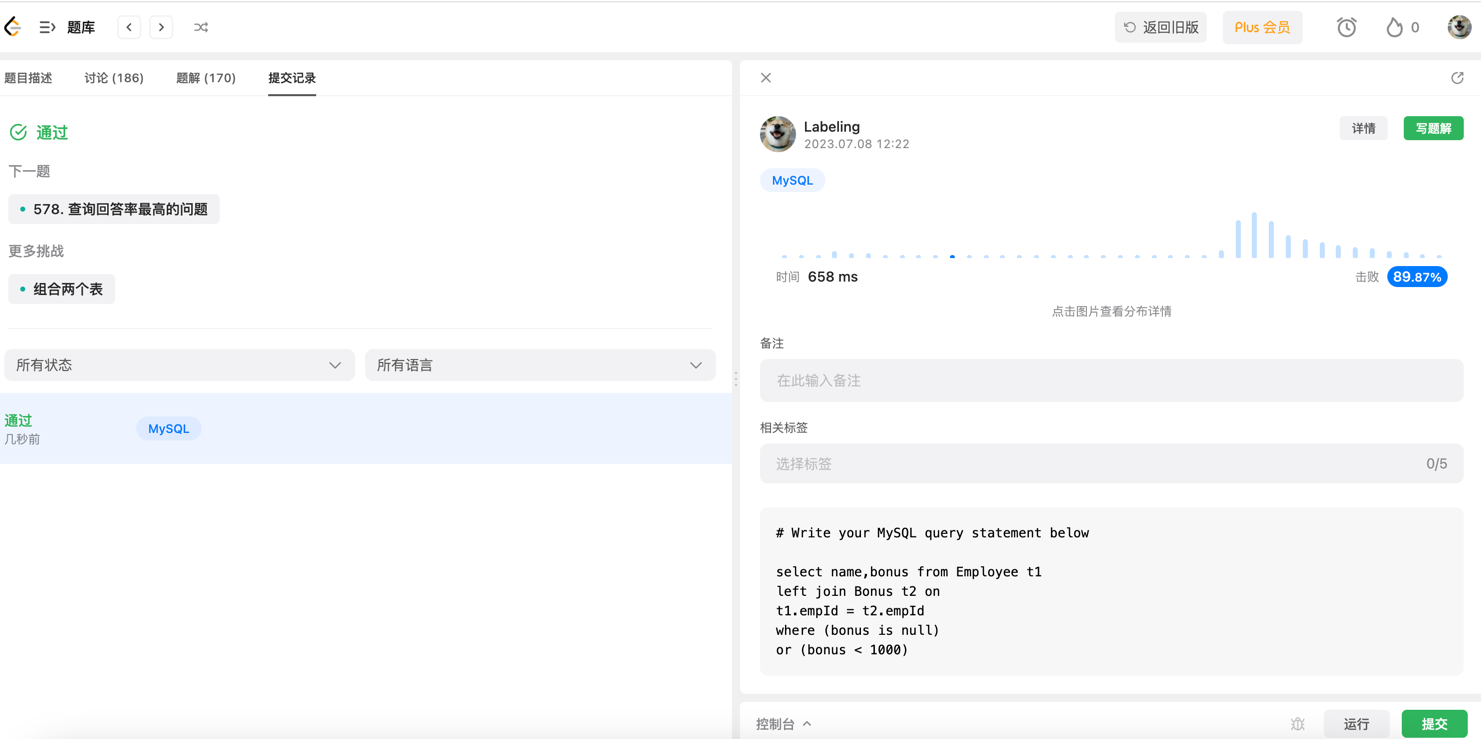 题库
返回旧版
Plus 会员
0
题目描述
讨论 (186)
题解 (170)
提交记录
通过
下一题
578. 查询回答率最高的问题
更多挑战
组合两个表
所有状态
所有语言
通过
几秒前
MySQL
Labeling
2023.07.08 12:22
详情
写题解
MySQL
时间 658 ms
击败 89.87%
点击图片查看分布详情
备注
在此输入备注
相关标签
选择标签
0/5
# Write your MySQL query statement below
select name,bonus from Employee t1
left join Bonus t2 on
t1.empId = t2.empId
where (bonus is null)
or (bonus < 1000)
控制台
运行
提交